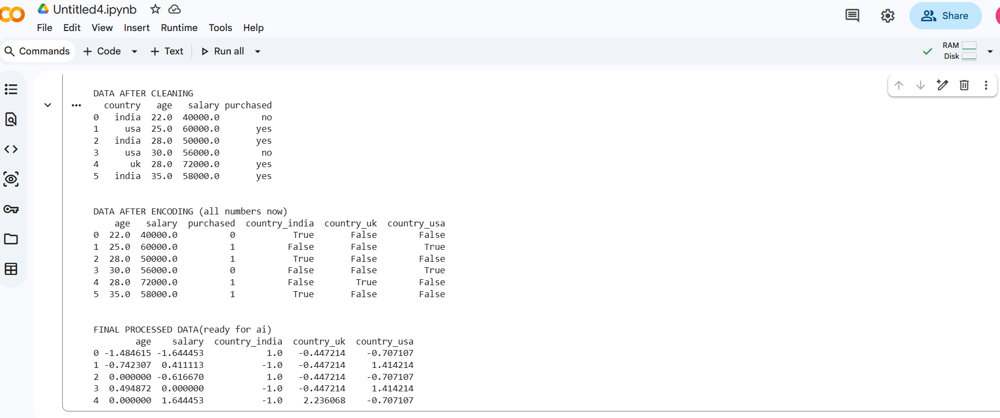 Untitled4.ipynb
File Edit View Insert Runtime Tools Help
Share
Commands + Code + Text Run all
RAM
Disk
DATA AFTER CLEANING
country age salary purchased
0 india 22.0 40000.0 no
1 usa 25.0 60000.0 yes
2 india 28.0 50000.0 yes
3 usa 30.0 56000.0 no
4 uk 28.0 72000.0 yes
5 india 35.0 58000.0 yes
DATA AFTER ENCODING (all numbers now)
age salary purchased country_india country_uk country_usa
0 22.0 40000.0 0 True False False
1 25.0 60000.0 1 False False True
2 28.0 50000.0 1 True False False
3 30.0 56000.0 0 False False True
4 28.0 72000.0 1 False True False
5 35.0 58000.0 1 True False False
FINAL PROCESSED DATA(ready for ai)
age salary country_india country_uk country_usa
0 -1.484615 -1.644453 1.0 -0.447214 -0.707107
1 -0.742307 0.411113 -1.0 -0.447214 1.414214
2 0.000000 -0.616670 1.0 -0.447214 -0.707107
3 0.494872 0.000000 -1.0 -0.447214 1.414214
4 0.000000 1.644453 -1.0 2.236068 -0.707107